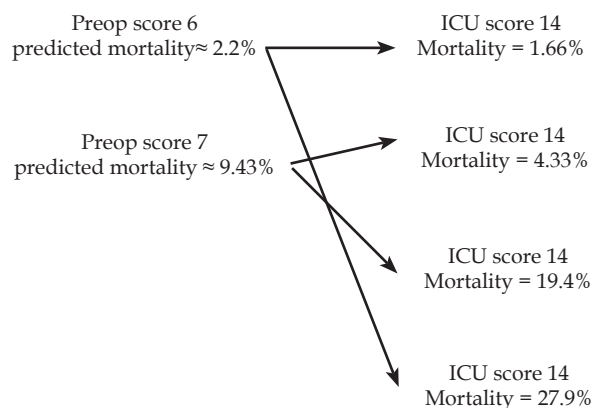 Preop score 6
predicted mortality≈ 2.2%
Preop score 7
predicted mortality ≈ 9.43%
ICU score 14
Mortality = 1.66%
ICU score 14
Mortality = 4.33%
ICU score 14
Mortality = 19.4%
ICU score 14
Mortality = 27.9%